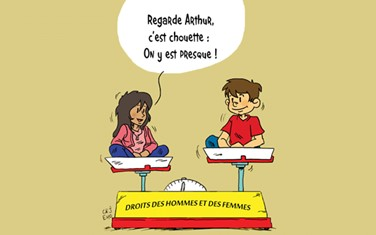 Regarde Arthur,
c'est chouette :
On y est presque !
DROITS DES HOMMES ET DES FEMMES